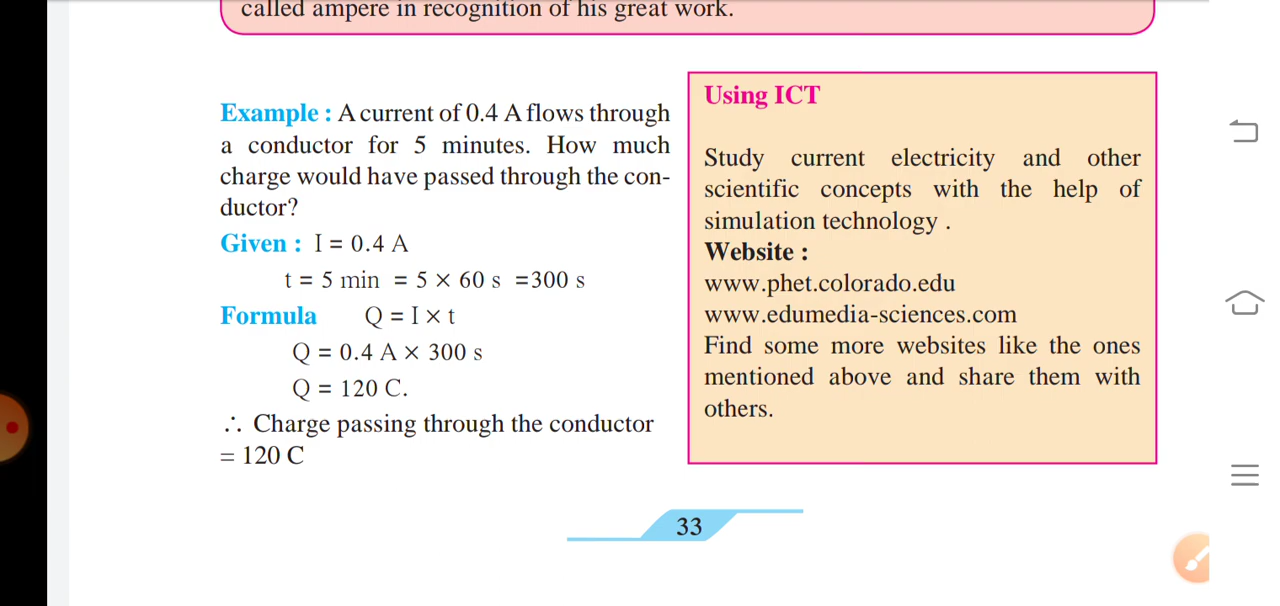 called ampere in recognition of his great work.
Example : A current of 0.4 A flows through
a conductor for 5 minutes. How much
charge would have passed through the con-
ductor?
Given : I = 0.4 A
t = 5 min = 5 × 60 s =300 s
Formula Q = I × t
Q = 0.4 A × 300 s
Q = 120 C.
∴ Charge passing through the conductor
= 120 C
Using ICT
Study current electricity and other
scientific concepts with the help of
simulation technology .
Website :
www.phet.colorado.edu
www.edumedia-sciences.com
Find some more websites like the ones
mentioned above and share them with
others.
33